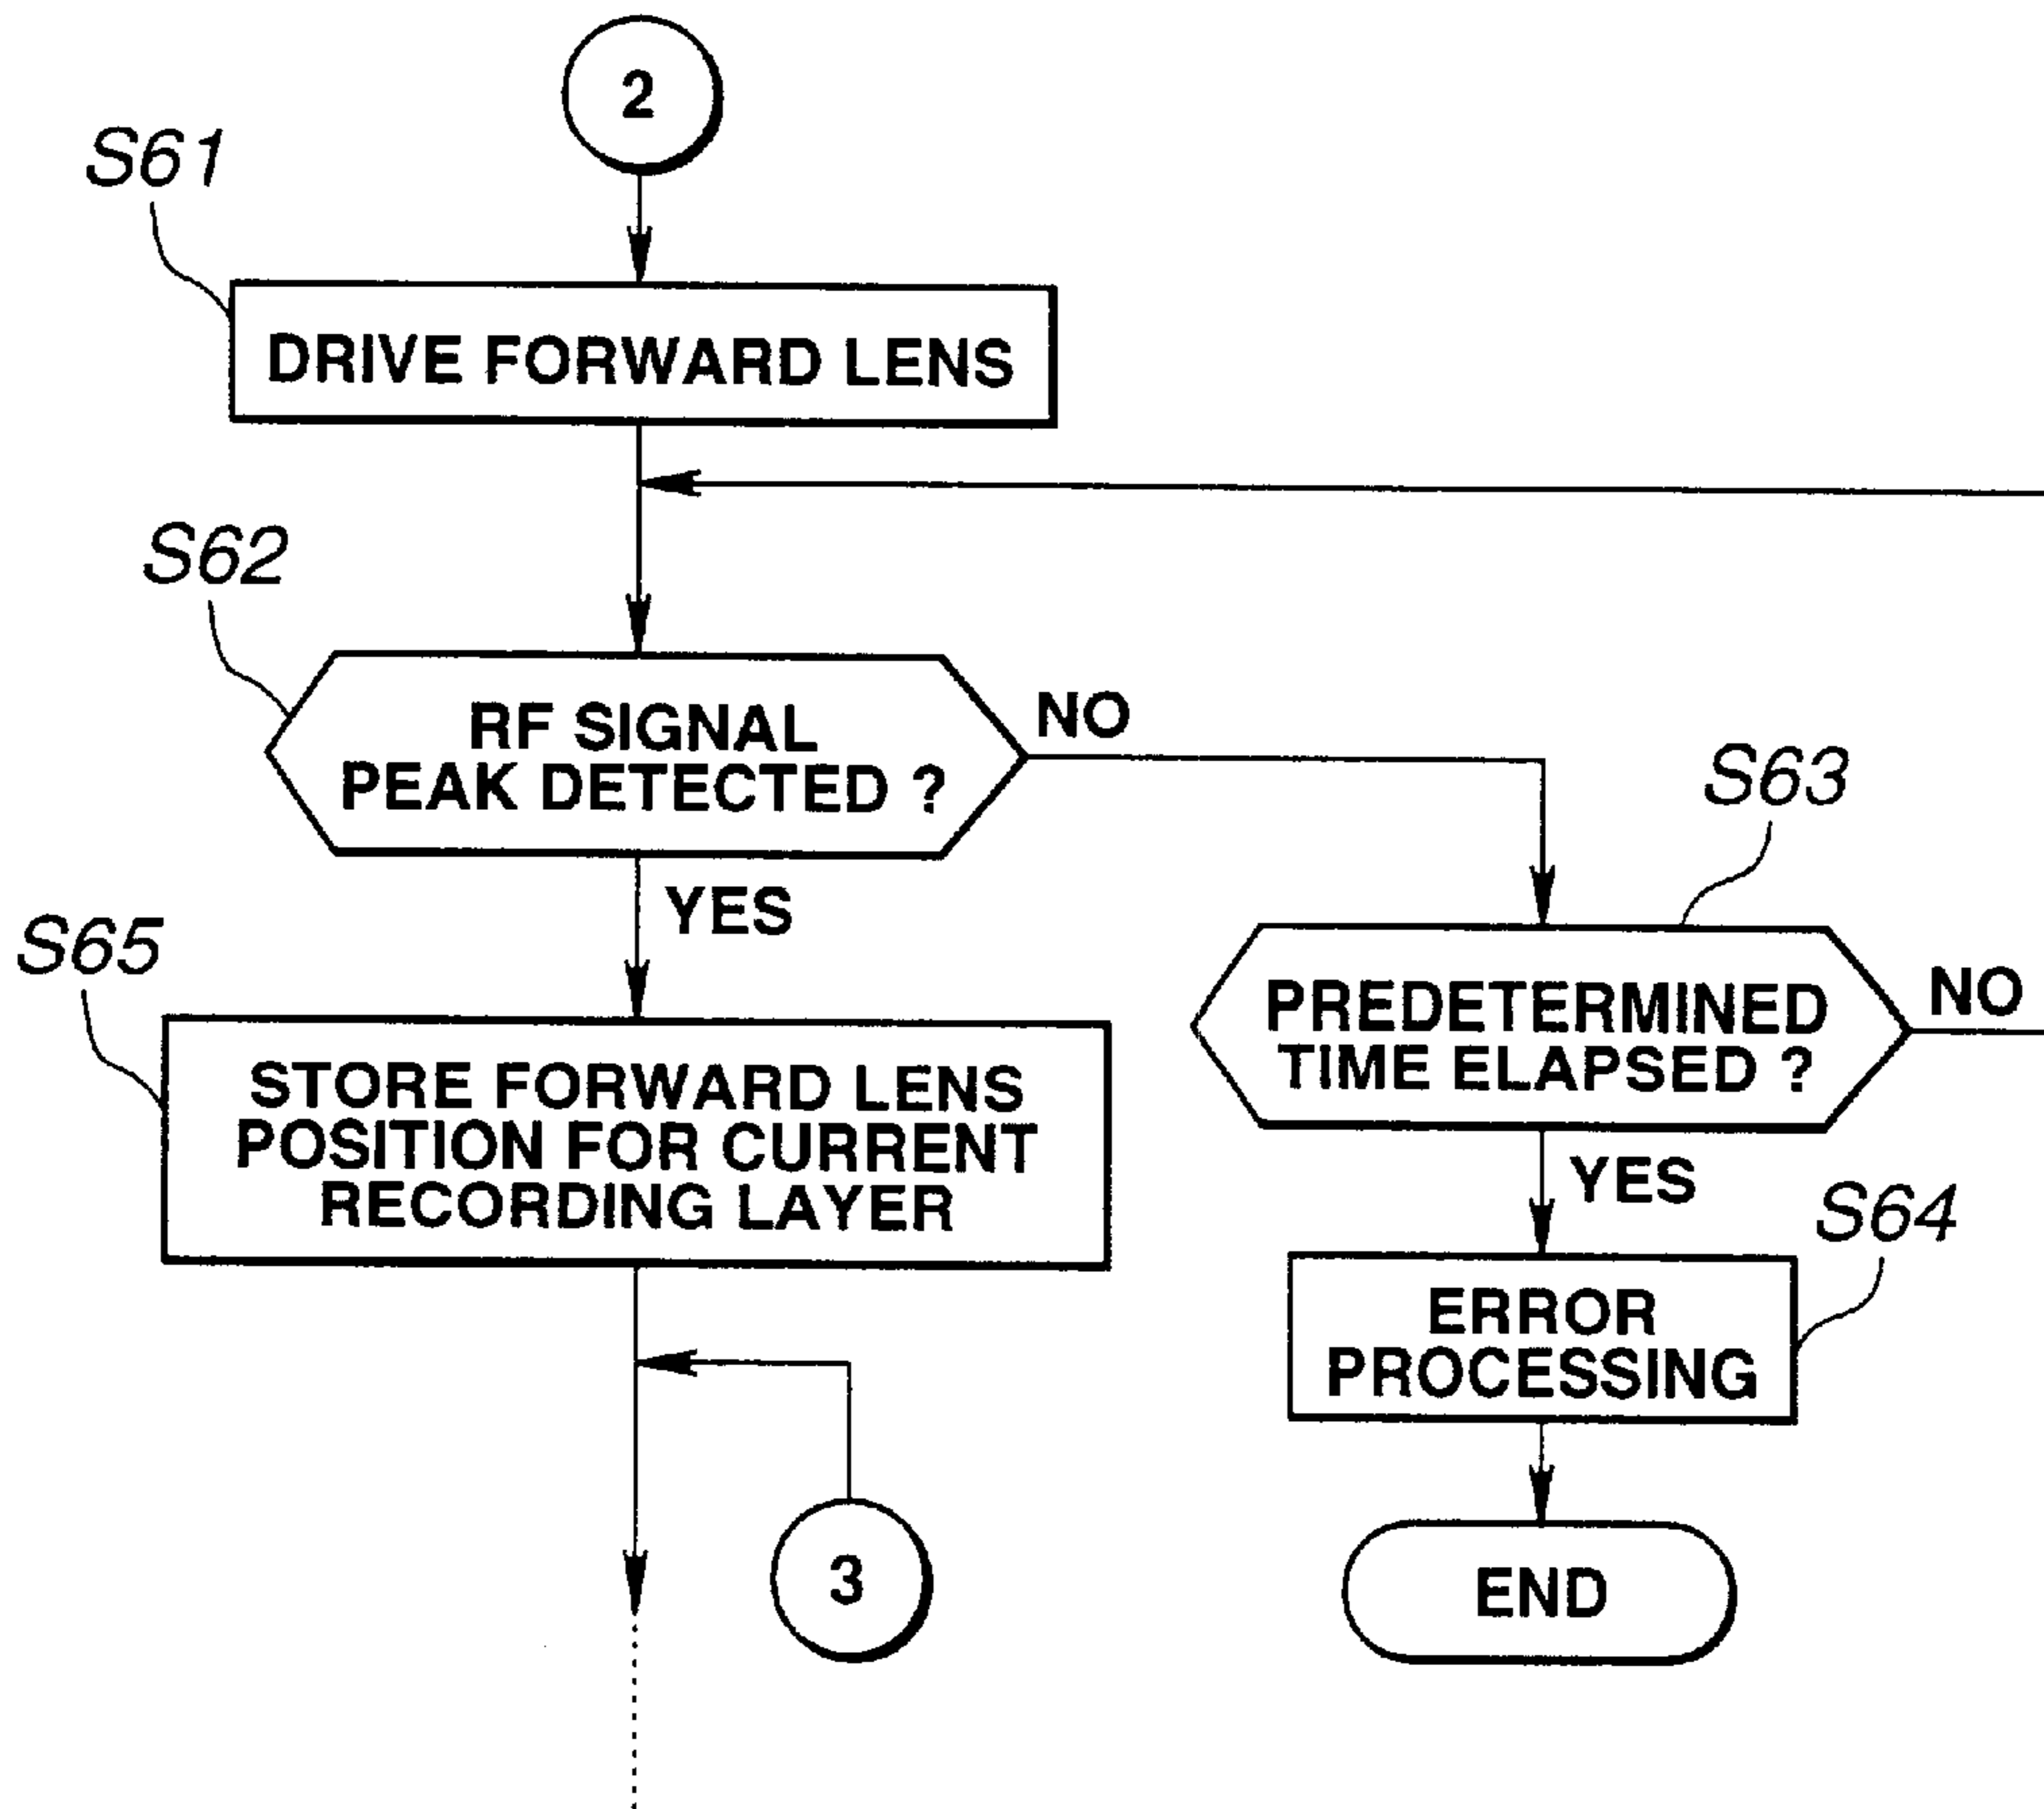 2
S61
DRIVE FORWARD LENS
S62
RF SIGNAL
PEAK DETECTED ?
NO
S63
YES
S65
PREDETERMINED
TIME ELAPSED ?
NO
STORE FORWARD LENS
POSITION FOR CURRENT
RECORDING LAYER
YES
S64
ERROR
PROCESSING
3
END